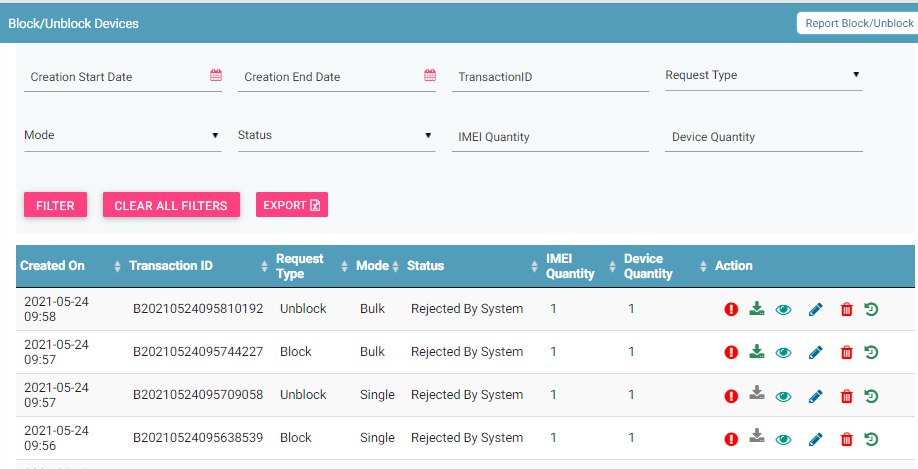 Block/Unblock Devices
Report Block/Unblock
Creation Start Date
Creation End Date
TransactionID
Request Type
Mode
Status
IMEI Quantity
Device Quantity
FILTER
CLEAR ALL FILTERS
EXPORT
Created On Transaction ID Request Type Mode Status IMEI Quantity Device Quantity Action
2021-05-24 09:58 B20210524095810192 Unblock Bulk Rejected By System 1 1
2021-05-24 09:57 B20210524095744227 Block Bulk Rejected By System 1 1
2021-05-24 09:57 B20210524095709058 Unblock Single Rejected By System 1 1
2021-05-24 09:56 B20210524095638539 Block Single Rejected By System 1 1